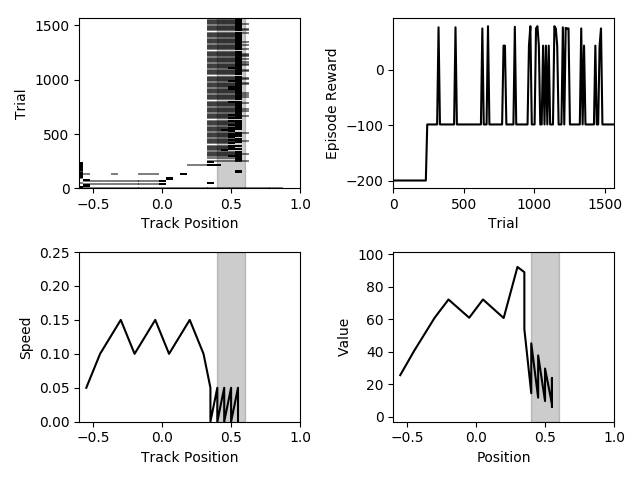 1500
1000
500
0
Trial
−0.5 0.0 0.5 1.0
Track Position
0
−100
−200
Episode Reward
0 500 1000 1500
Trial
0.25
0.20
0.15
0.10
0.05
0.00
Speed
−0.5 0.0 0.5 1.0
Track Position
100
80
60
40
20
0
Value
−0.5 0.0 0.5 1.0
Position